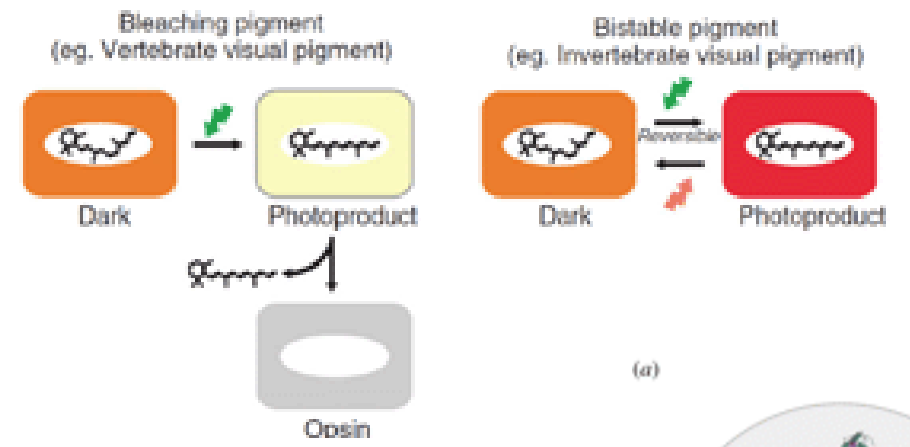 Bleaching pigment
(eg. Vertebrate visual pigment)
Dark
Photoproduct
Opsin
Bistable pigment
(eg. Invertebrate visual pigment)
Reversible
Dark
Photoproduct
(a)